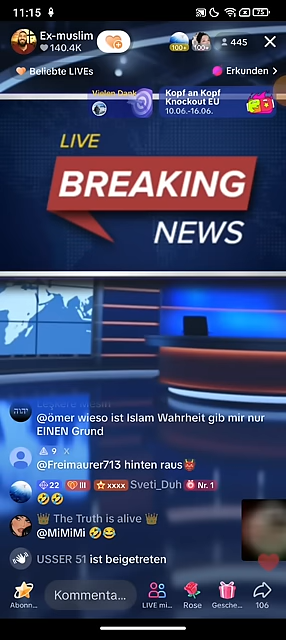 11:15
75
Ex-muslim
140.4K
100+
100+
445
Beliebte LIVEs
Erkunden >
Vielen Dank
Kopf an Kopf
Knockout EU
10.06.-16.06.
LIVE
BREAKING
NEWS
@ömer wieso ist Islam Wahrheit gib mir nur
EINEN Grund
9 X
@Freimaurer713 hinten raus
22 III xxxx Sveti_Duh Nr. 1
The Truth is alive
@MiMiMi
USSER 51 ist beigetreten
Abonn...
Kommenta...
LIVE mi...
Rose
Gesche...
106